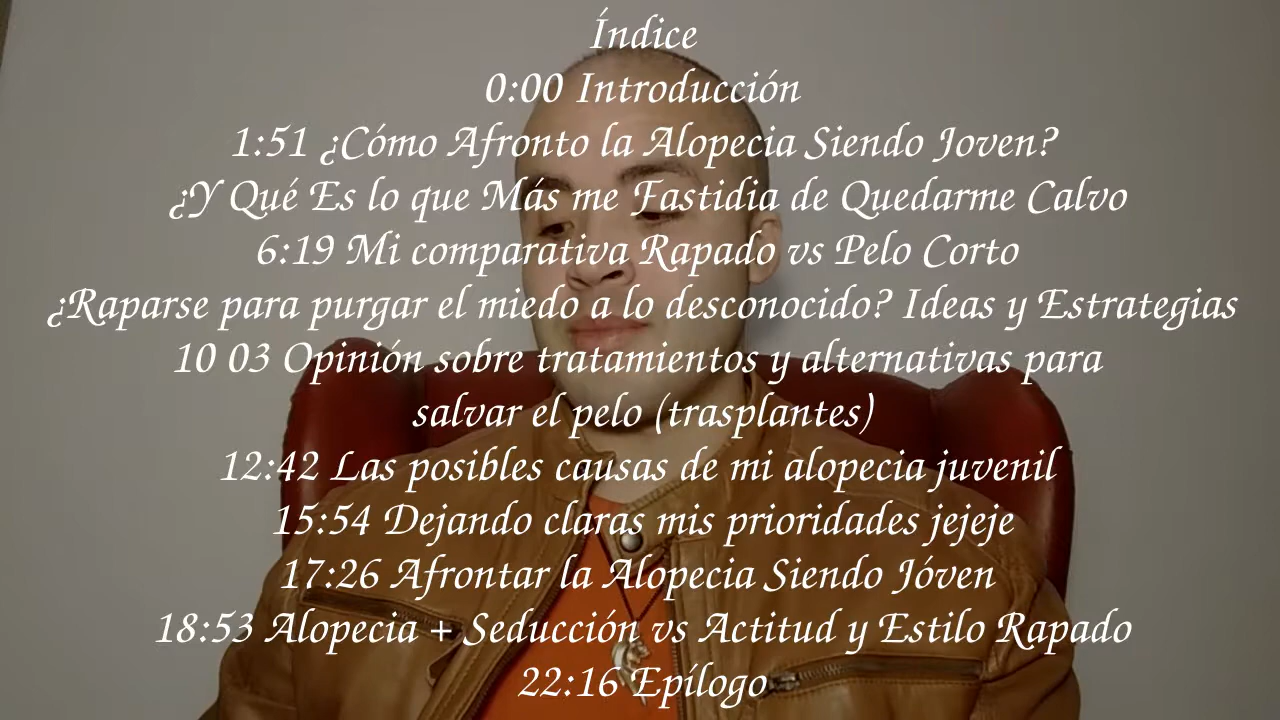 Índice
0:00 Introducción
1:51 ¿Cómo Afronto la Alopecia Siendo Joven?
¿Y Qué Es lo que Más me Fastidia de Quedarme Calvo
6:19 Mi comparativa Rapado vs Pelo Corto
¿Raparse para purgar el miedo a lo desconocido? Ideas y Estrategias
10 03 Opinión sobre tratamientos y alternativas para
salvar el pelo (trasplantes)
12:42 Las posibles causas de mi alopecia juvenil
15:54 Dejando claras mis prioridades jejeje
17:26 Afrontar la Alopecia Siendo Jóven
18:53 Alopecia + Seducción vs Actitud y Estilo Rapado
22:16 Epílogo